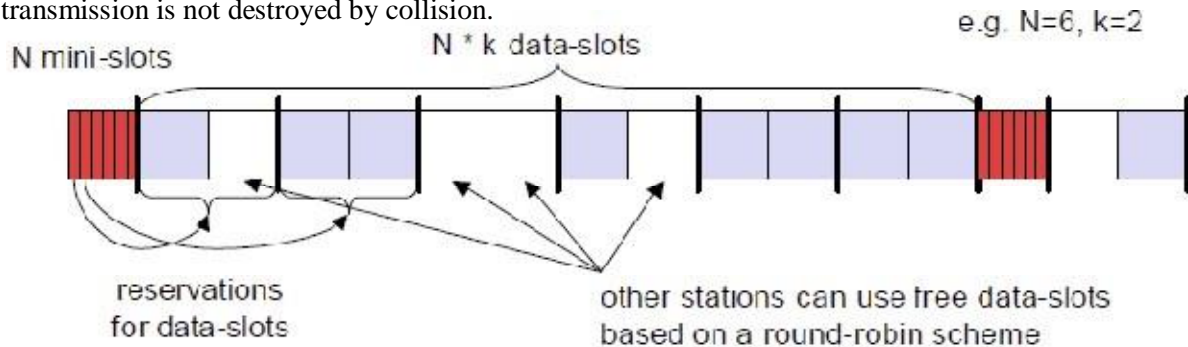 transmission is not destroyed by collision.
e.g. N=6, k=2
N mini-slots
N * k data-slots
reservations
for data-slots
other stations can use free data-slots
based on a round-robin scheme